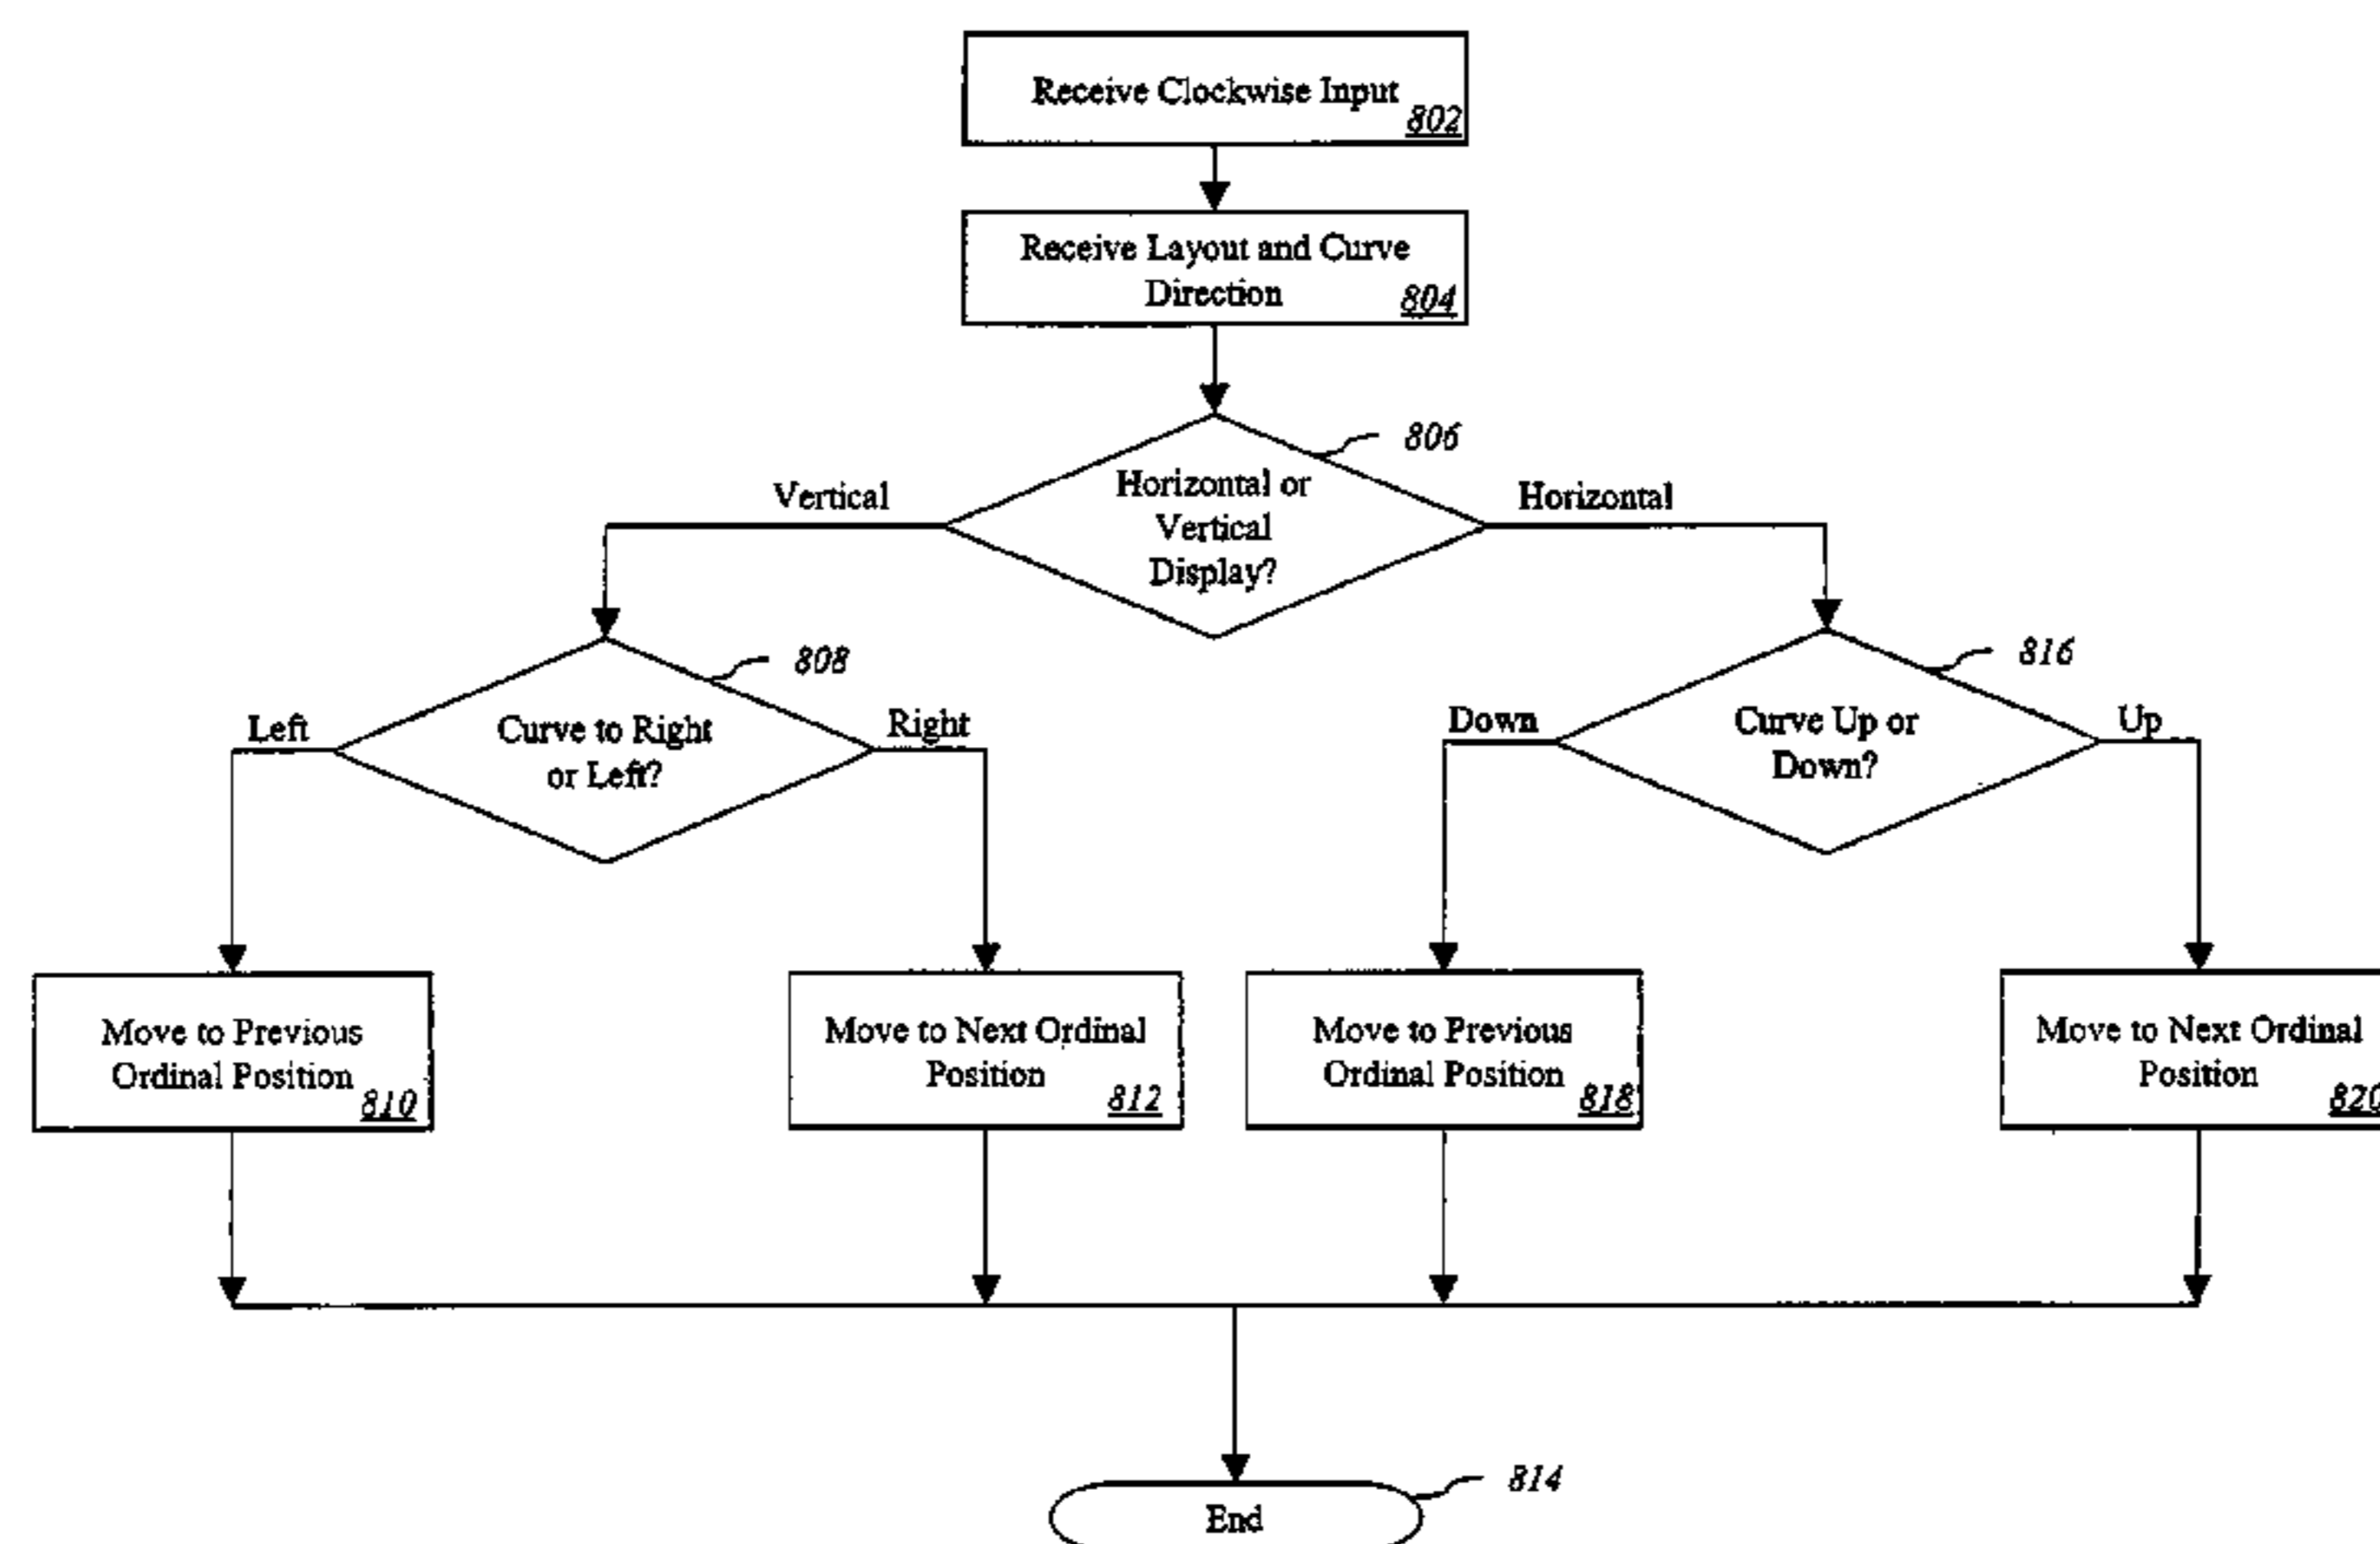 Receive Clockwise Input
802
Receive Layout and Curve
Direction
804
806
Horizontal or
Vertical
Display?
Vertical
Horizontal
808
Curve to Right
or Left?
Left
Right
816
Curve Up or
Down?
Down
Up
Move to Previous
Ordinal Position
810
Move to Next Ordinal
Position
812
Move to Previous
Ordinal Position
818
Move to Next Ordinal
Position
820
814
End